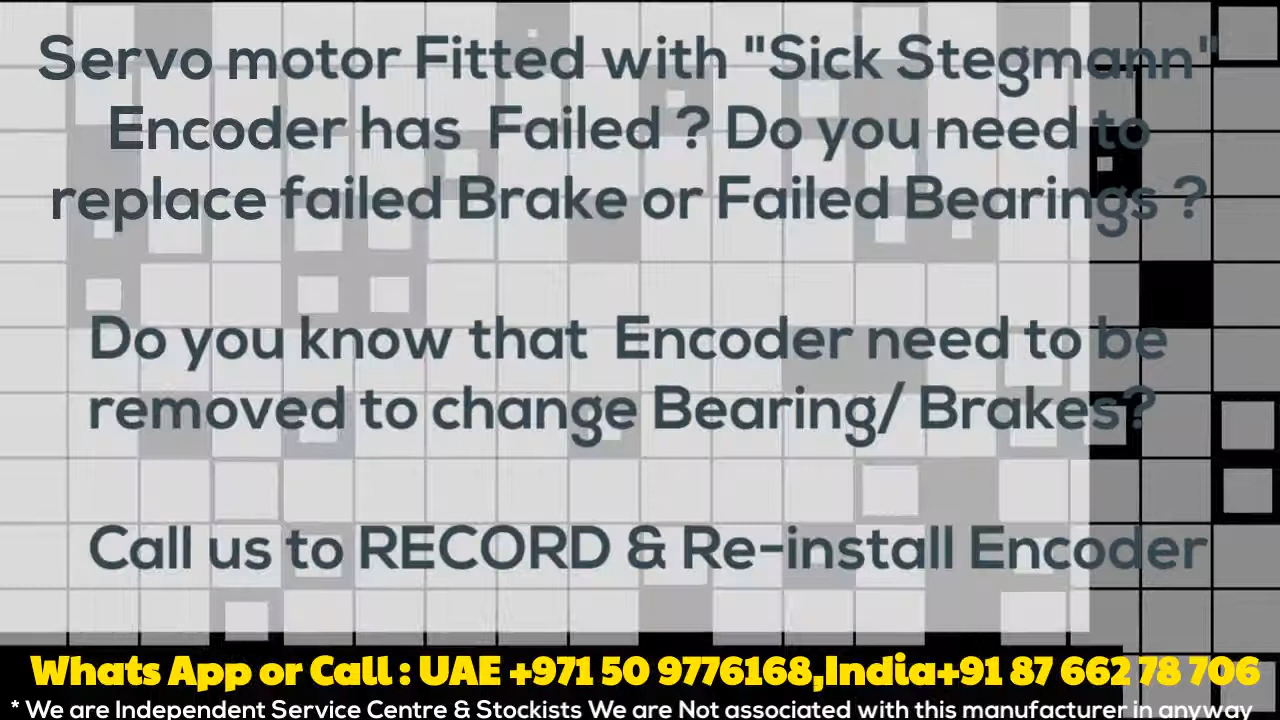 Servo motor Fitted with "Sick Stegmann"
Encoder has Failed ? Do you need to
replace failed Brake or Failed Bearings ?
Do you know that Encoder need to be
removed to change Bearing/ Brakes?
Call us to RECORD & Re-install Encoder
Whats App or Call : UAE +971 50 9776168,India+91 87 662 78 706
* We are Independent Service Centre & Stockists We are Not associated with this manufacturer in anyway